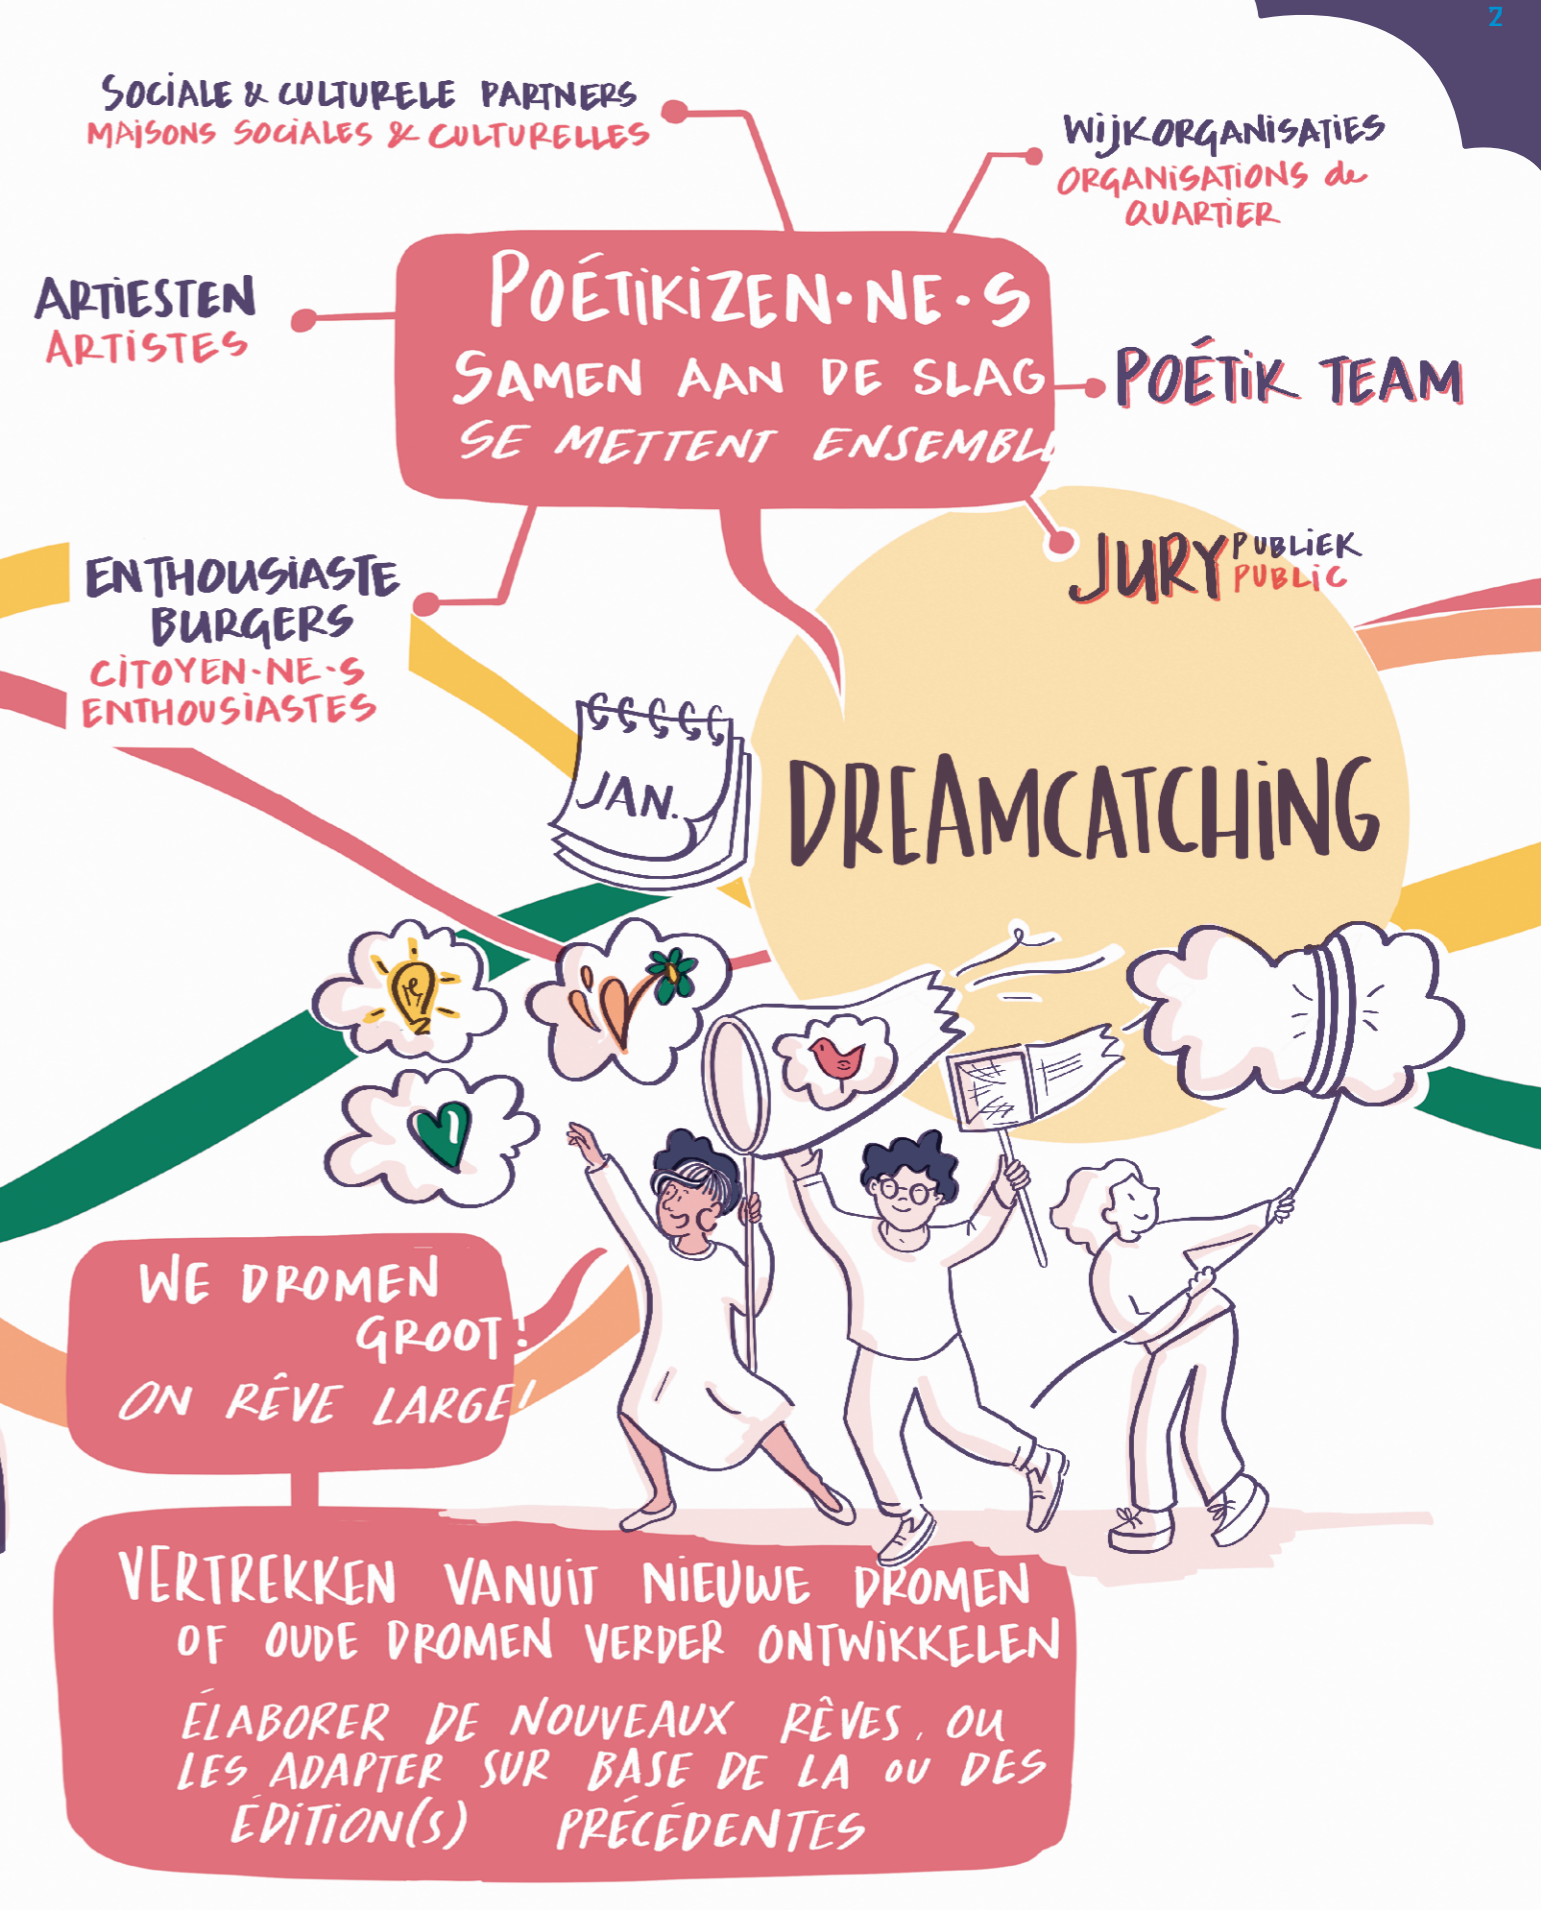 2
SOCIALE & CULTURELE PARTNERS
MAISONS SOCIALES & CULTURELLES
WIJKORGANISATIES
ORGANISATIONS de
QUARTIER
ARTIESTEN
ARTISTES
POÉTIKIZEN·NE·S
SAMEN AAN DE SLAG
SE METTENT ENSEMBLE
POÉTIK TEAM
JURY PUBLIEK
PUBLIC
ENTHOUSIASTE
BURGERS
CITOYEN·NE·S
ENTHOUSIASTES
JAN.
DREAMCATCHING
WE DROMEN
GROOT!
ON RÊVE LARGE!
VERTREKKEN VANUIT NIEUWE DROMEN
OF OUDE DROMEN VERDER ONTWIKKELEN
ÉLABORER DE NOUVEAUX RÊVES, OU
LES ADAPTER SUR BASE DE LA OU DES
ÉDITION(S) PRÉCÉDENTES